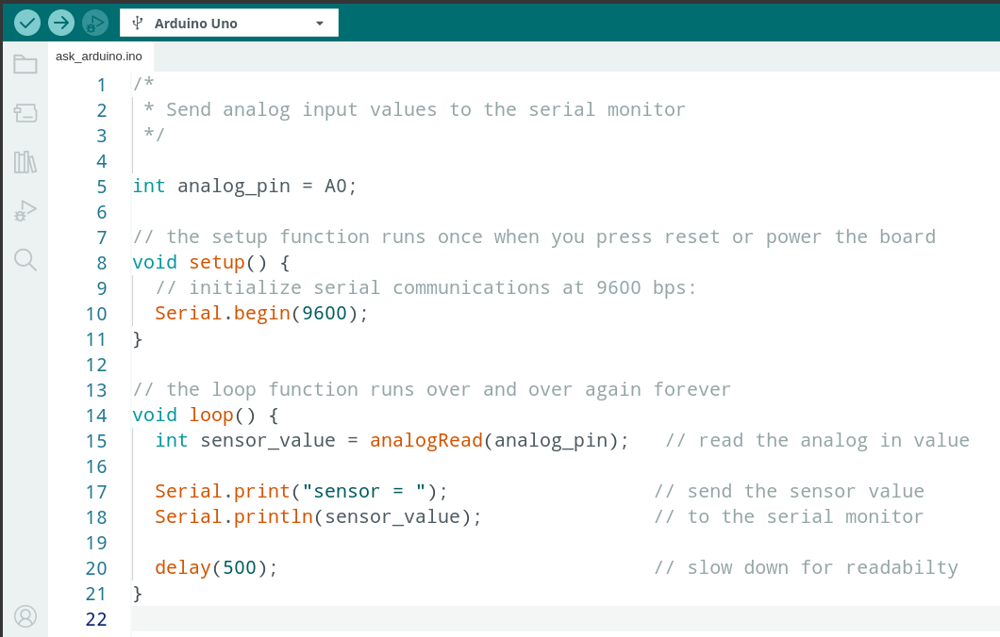 Arduino Uno
ask_arduino.ino
1 /*
2  * Send analog input values to the serial monitor
3  */
4
5 int analog_pin = A0;
6
7 // the setup function runs once when you press reset or power the board
8 void setup() {
9   // initialize serial communications at 9600 bps:
10   Serial.begin(9600);
11 }
12
13 // the loop function runs over and over again forever
14 void loop() {
15   int sensor_value = analogRead(analog_pin);   // read the analog in value
16
17   Serial.print("sensor = ");                  // send the sensor value
18   Serial.println(sensor_value);               // to the serial monitor
19
20   delay(500);                                 // slow down for readabilty
21 }
22